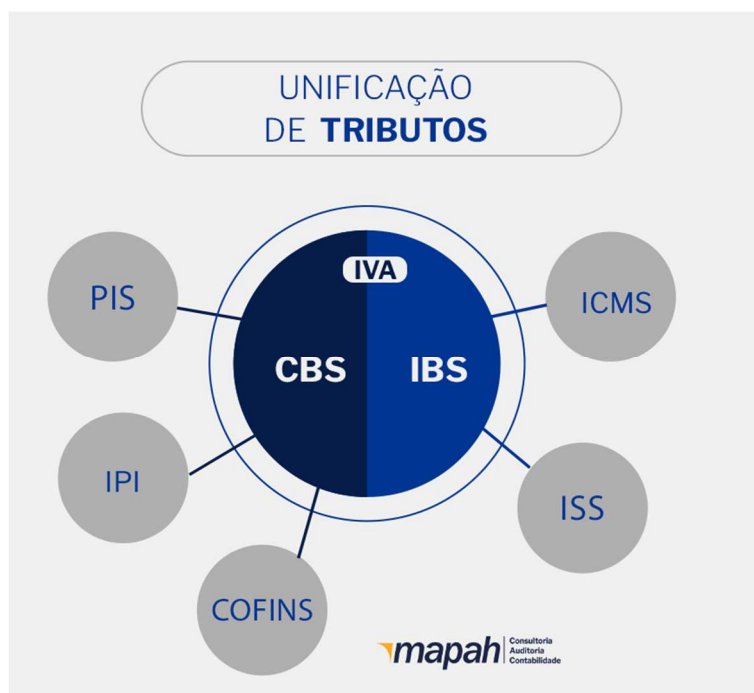 UNIFICAÇÃO
DE TRIBUTOS
IVA
CBS
IBS
PIS
IPI
COFINS
ICMS
ISS
mapah
Consultoria
Auditoria
Contabilidade